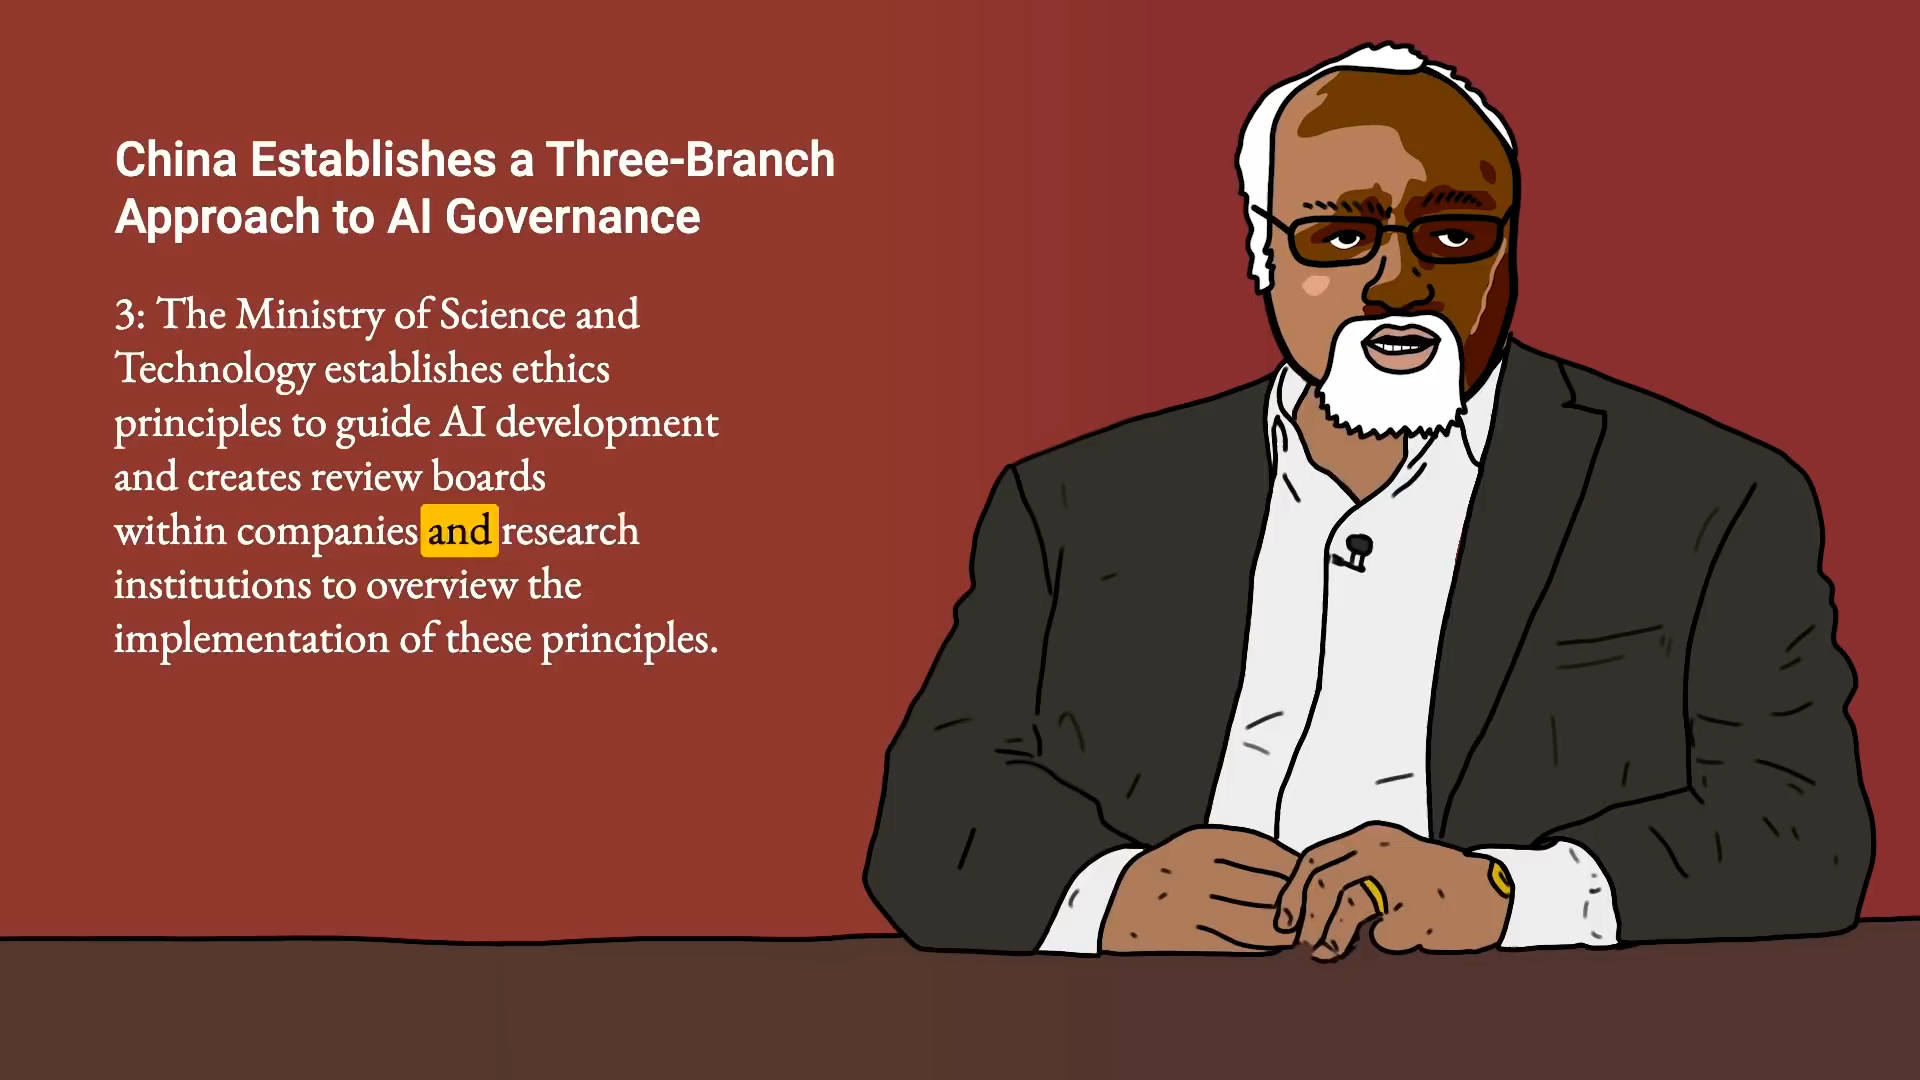 China Establishes a Three-Branch
Approach to AI Governance
3: The Ministry of Science and
Technology establishes ethics
principles to guide AI development
and creates review boards
within companies and research
institutions to overview the
implementation of these principles.